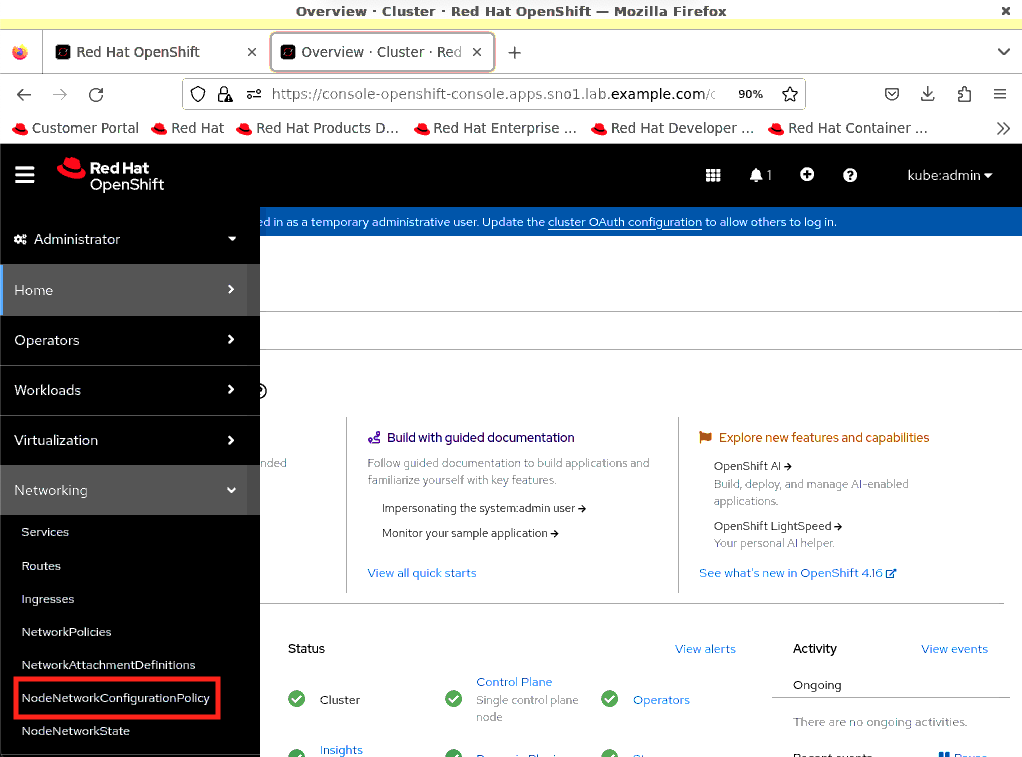 Overview · Cluster · Red Hat OpenShift — Mozilla Firefox
Red Hat OpenShift
Overview · Cluster · Red
https://console-openshift-console.apps.sno1.lab.example.com/
90%
Customer Portal
Red Hat
Red Hat Products D...
Red Hat Enterprise ...
Red Hat Developer ...
Red Hat Container ...
Red Hat
OpenShift
1
kube:admin
ed in as a temporary administrative user. Update the cluster OAuth configuration to allow others to log in.
Administrator
Home
Operators
Workloads
Virtualization
Networking
Services
Routes
Ingresses
NetworkPolicies
NetworkAttachmentDefinitions
NodeNetworkConfigurationPolicy
NodeNetworkState
nded
Build with guided documentation
Follow guided documentation to build applications and
familiarize yourself with key features.
Impersonating the system:admin user
Monitor your sample application
View all quick starts
Explore new features and capabilities
OpenShift AI
Build, deploy, and manage AI-enabled
applications.
OpenShift LightSpeed
Your personal AI helper.
See what's new in OpenShift 4.16
Status
View alerts
Cluster
Control Plane
Single control plane
node
Operators
Insights
Activity
View events
Ongoing
There are no ongoing activities.
Recent events
Pause